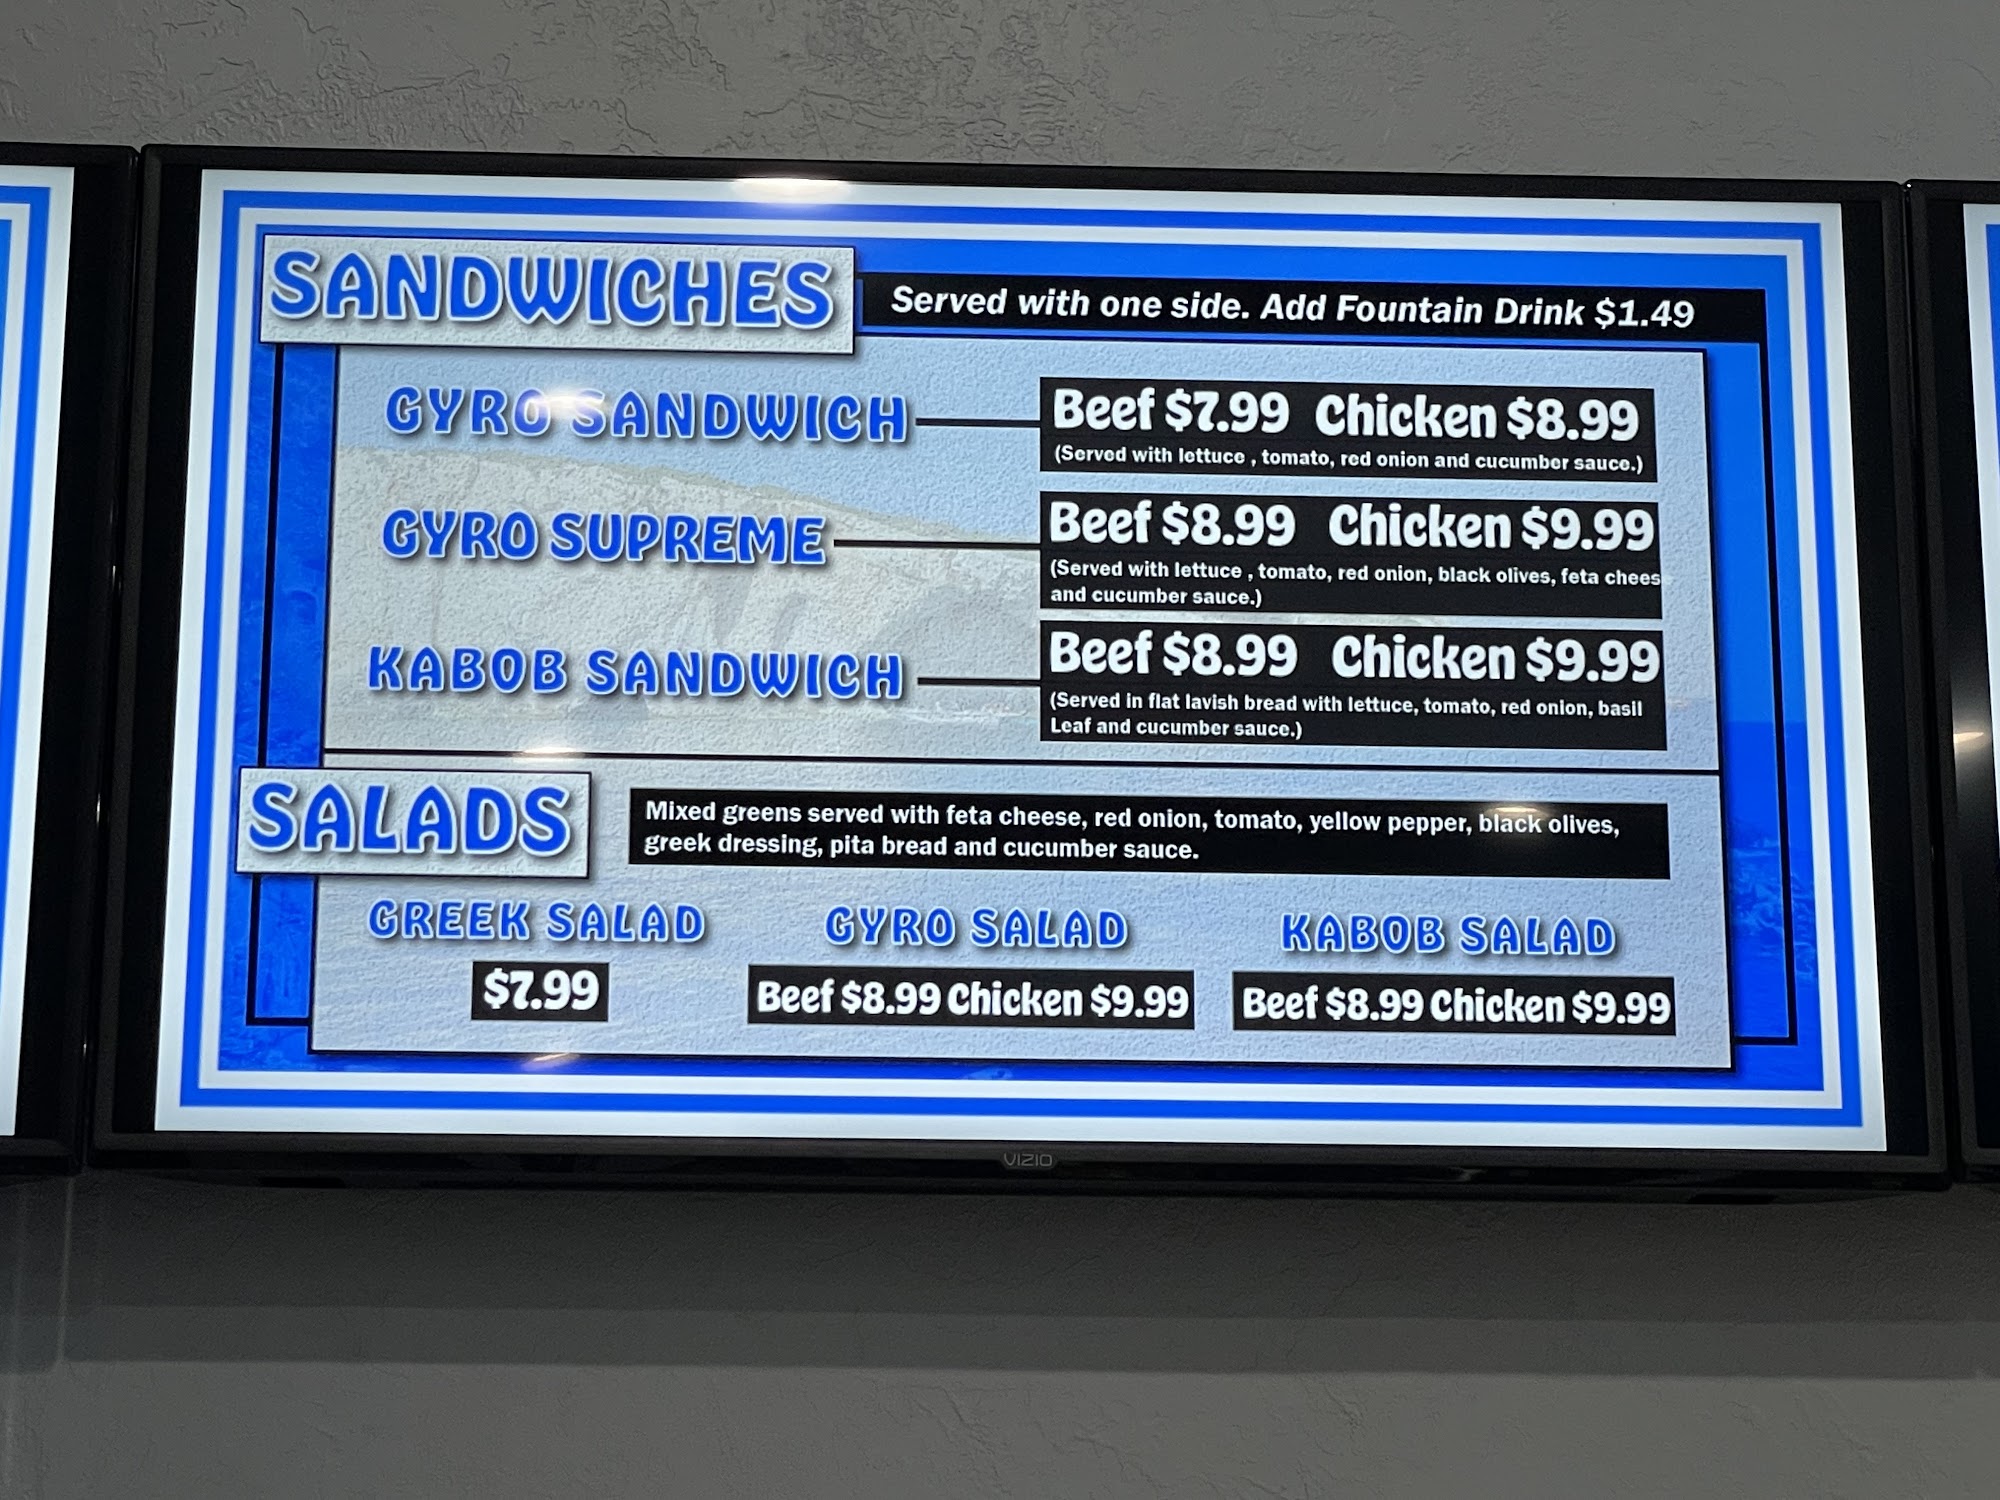 SANDWICHES
Served with one side. Add Fountain Drink $1.49
GYRO SANDWICH
Beef $7.99 Chicken $8.99
(Served with lettuce , tomato, red onion and cucumber sauce.)
GYRO SUPREME
Beef $8.99 Chicken $9.99
(Served with lettuce , tomato, red onion, black olives, feta chees
and cucumber sauce.)
KABOB SANDWICH
Beef $8.99 Chicken $9.99
(Served in flat lavish bread with lettuce, tomato, red onion, basil
Leaf and cucumber sauce.)
SALADS
Mixed greens served with feta cheese, red onion, tomato, yellow pepper, black olives,
greek dressing, pita bread and cucumber sauce.
GREEK SALAD
$7.99
GYRO SALAD
Beef $8.99 Chicken $9.99
KABOB SALAD
Beef $8.99 Chicken $9.99
VIZIO